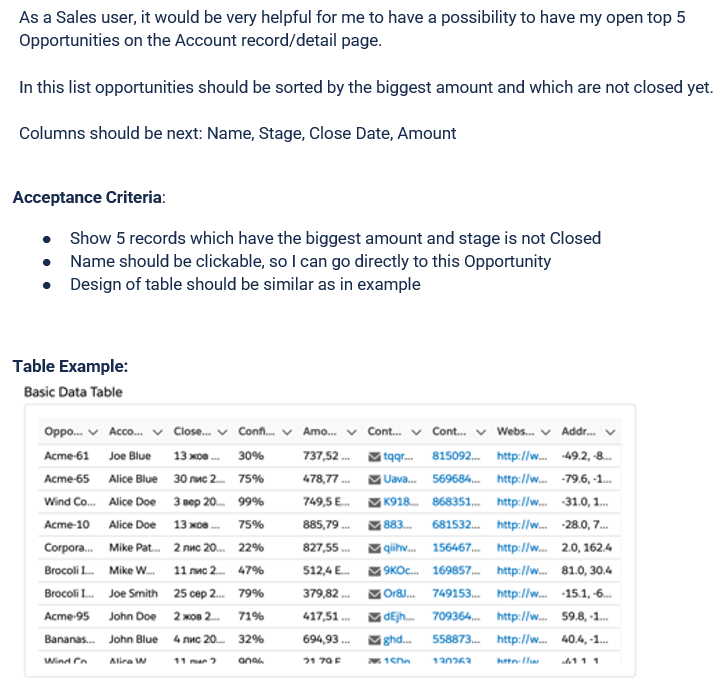 As a Sales user, it would be very helpful for me to have a possibility to have my open top 5
Opportunities on the Account record/detail page.
In this list opportunities should be sorted by the biggest amount and which are not closed yet.
Columns should be next: Name, Stage, Close Date, Amount
Acceptance Criteria:
● Show 5 records which have the biggest amount and stage is not Closed
● Name should be clickable, so I can go directly to this Opportunity
● Design of table should be similar as in example
Table Example:
Basic Data Table
Oppo... Acco... Close... Confi... Amo... Cont... Cont... Webs... Addr...
Acme-61 Joe Blue 13 жов ... 30% 737,52 ... tqqr... 815092... http://w... -49.2, -8...
Acme-65 Alice Blue 30 лис 2... 75% 478,77 ... Uava... 569684... http://w... -79.6, -1...
Wind Co... Alice Doe 3 вер 20... 99% 749,5 E... K918... 868351... http://w... -31.0, 1...
Acme-10 Alice Doe 13 жов ... 75% 885,79 ... 883... 681532... http://w... -28.0, 7...
Corpora... Mike Pat... 2 лис 20... 22% 827,55 ... qiihv... 156467... http://w... 2.0, 162.4
Brocoli I... Mike W... 11 лис 2... 47% 512,4 E... 9KOc... 169857... http://w... 81.0, 30.4
Brocoli I... Joe Smith 25 сер 2... 79% 379,82 ... Or8J... 749153... http://w... -15.1, -6...
Acme-95 John Doe 2 жов 2... 71% 417,51 ... dEjh... 709364... http://w... 59.8, -1...
Bananas... John Blue 4 лис 20... 32% 694,93 ... ghd... 558873... http://w... 40.4, -1...
Wind Co Alice W 11 лис 2 90% 21,79 E 130263 http://w